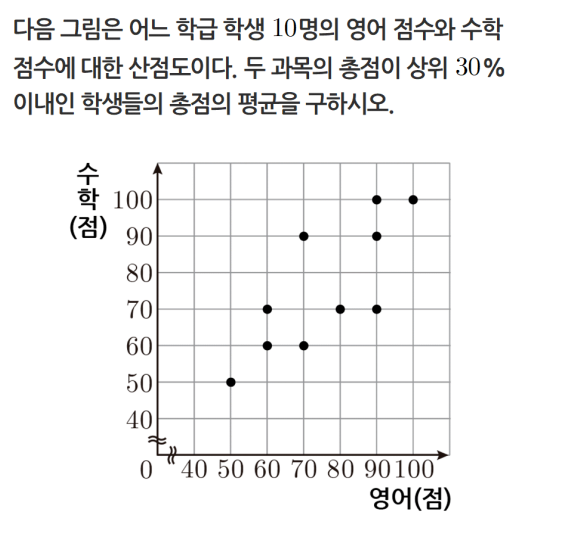 다음 그림은 어느 학급 학생 10명의 영어 점수와 수학
점수에 대한 산점도이다. 두 과목의 총점이 상위 30%
이내인 학생들의 총점의 평균을 구하시오.
수
학
(점)
100
90
80
70
60
50
40
0 40 50 60 70 80 90 100
영어(점)